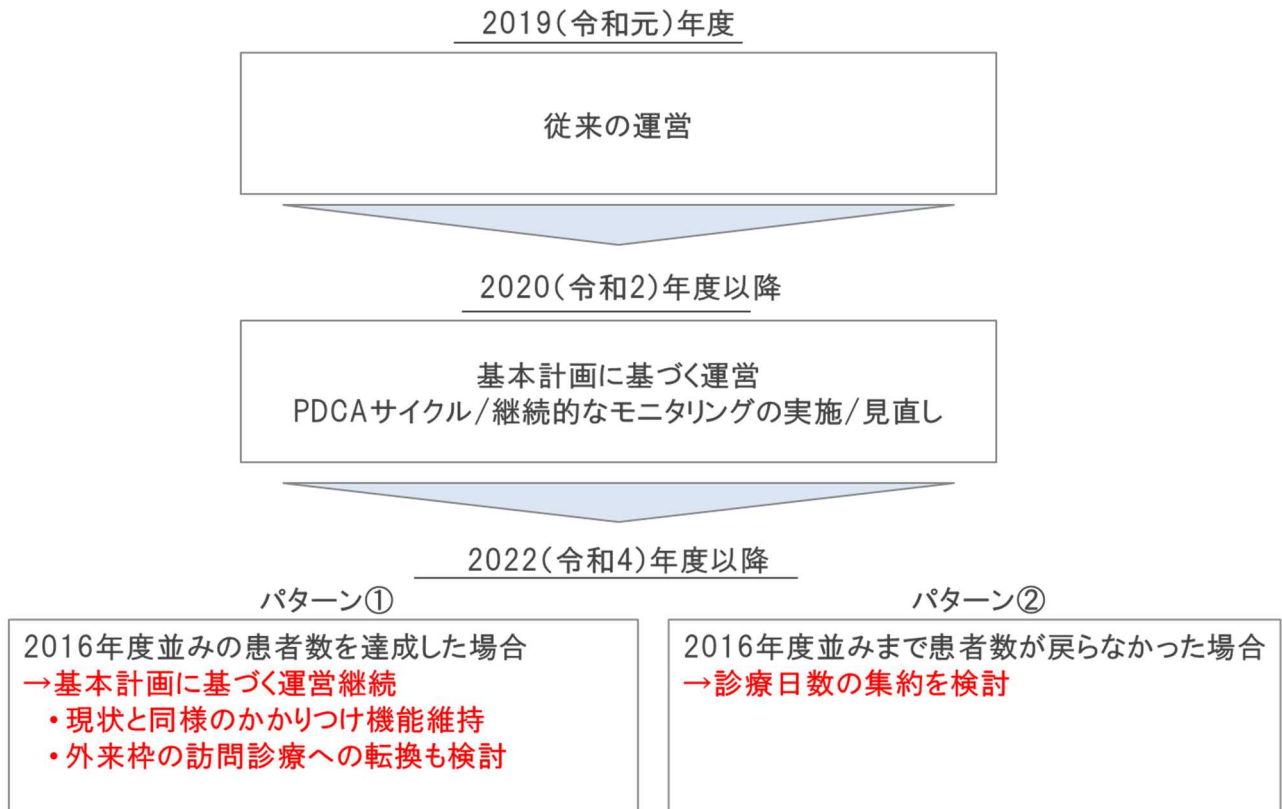 2019(令和元)年度
従来の運営
2020(令和2)年度以降
基本計画に基づく運営
PDCAサイクル/継続的なモニタリングの実施/見直し
2022(令和4)年度以降
パターン①
2016年度並みの患者数を達成した場合
→基本計画に基づく運営継続
・現状と同様のかかりつけ機能維持
・外来枠の訪問診療への転換も検討
パターン②
2016年度並みまで患者数が戻らなかった場合
→診療日数の集約を検討